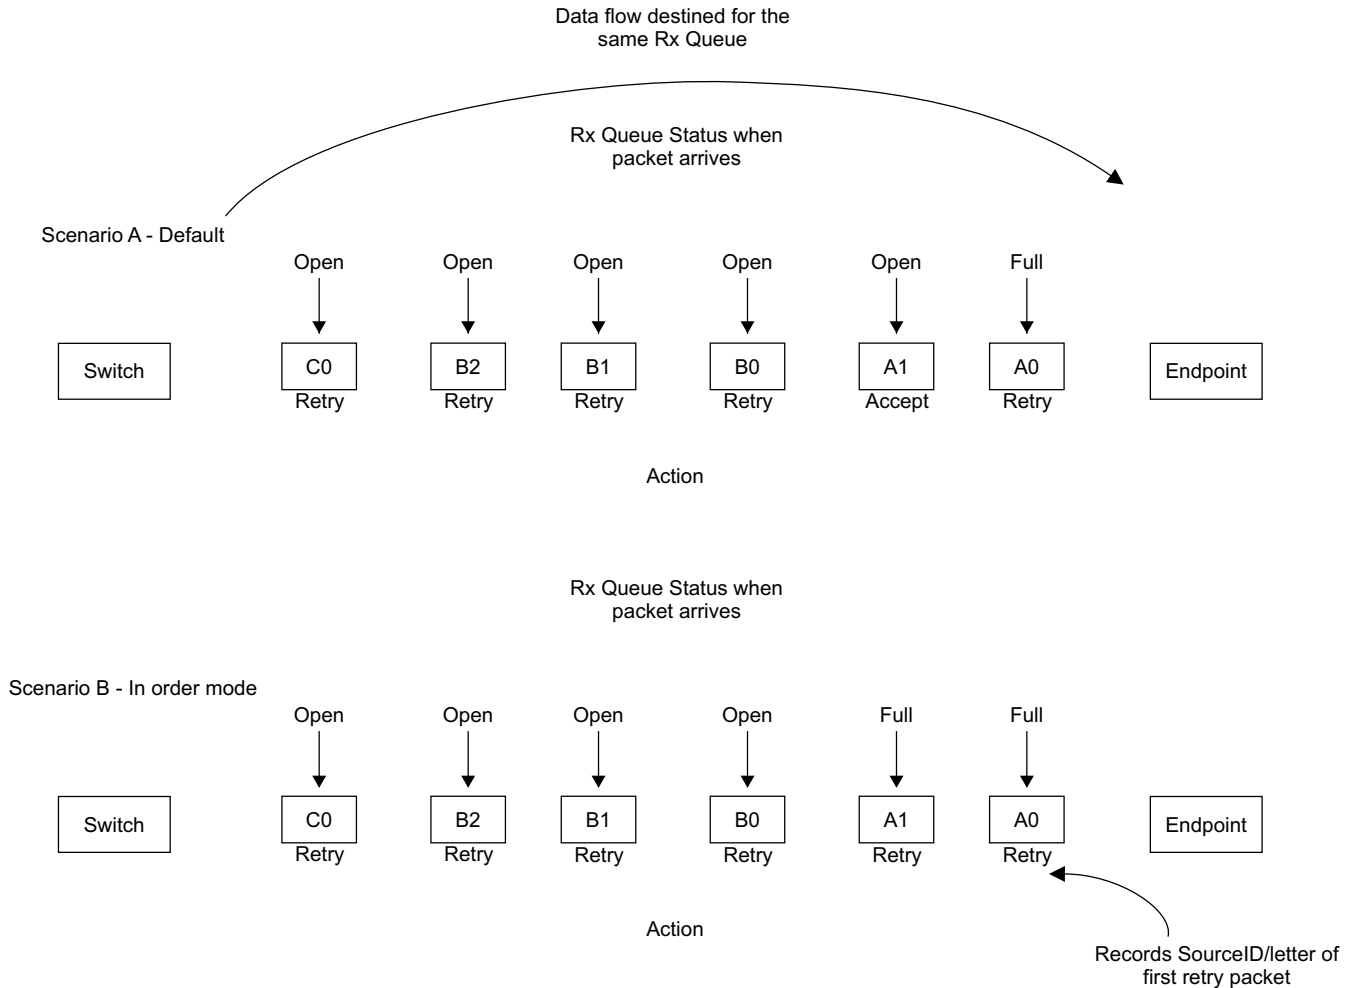 Data flow destined for the
same Rx Queue
Rx Queue Status when
packet arrives
Scenario A - Default
Open Open Open Open Open Full
Switch C0 B2 B1 B0 A1 A0 Endpoint
Retry Retry Retry Retry Accept Retry
Action
Rx Queue Status when
packet arrives
Scenario B - In order mode
Open Open Open Open Full Full
Switch C0 B2 B1 B0 A1 A0 Endpoint
Retry Retry Retry Retry Retry Retry
Action
Records SourceID/letter of
first retry packet